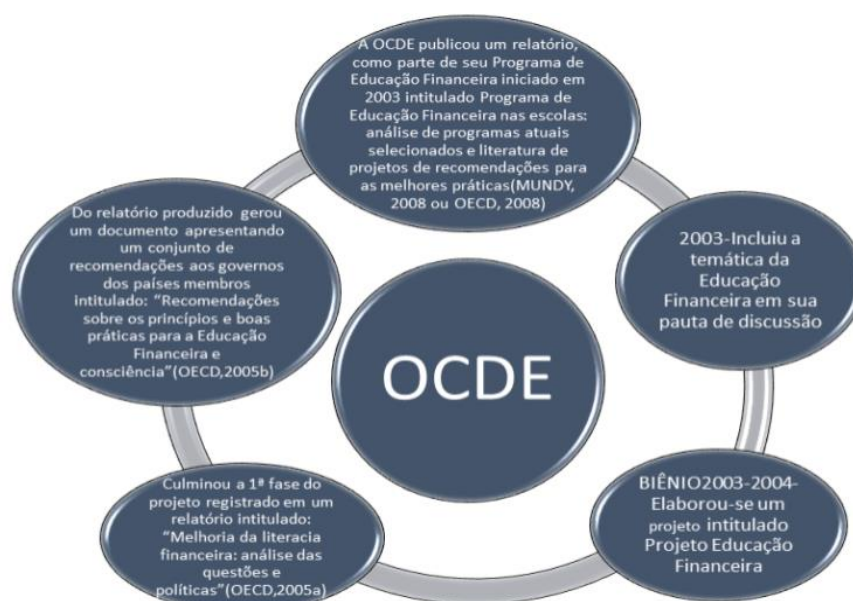 A OCDE publicou um relatório,
como parte de seu Programa de
Educação Financeira iniciado em
2003 intitulado Programa de
Educação Financeira nas escolas:
análise de programas atuais
selecionados e literatura de
projetos de recomendações para
as melhores práticas(MUNDY,
2008 ou OECD, 2008)
2003-Incluiu a
temática da
Educação
Financeira em sua
pauta de discussão
BIÊNIO2003-2004-
Elaborou-se um
projeto intitulado
Projeto Educação
Financeira
Culminou a 1ª fase do
projeto registrado em um
relatório intitulado:
“Melhoria da literacia
financeira: análise das
questões e
políticas”(OECD,2005a)
Do relatório produzido gerou
um documento apresentando
um conjunto de
recomendações aos governos
dos países membros
intitulado: “Recomendações
sobre os princípios e boas
práticas para a Educação
Financeira e
consciência”(OECD,2005b)
OCDE